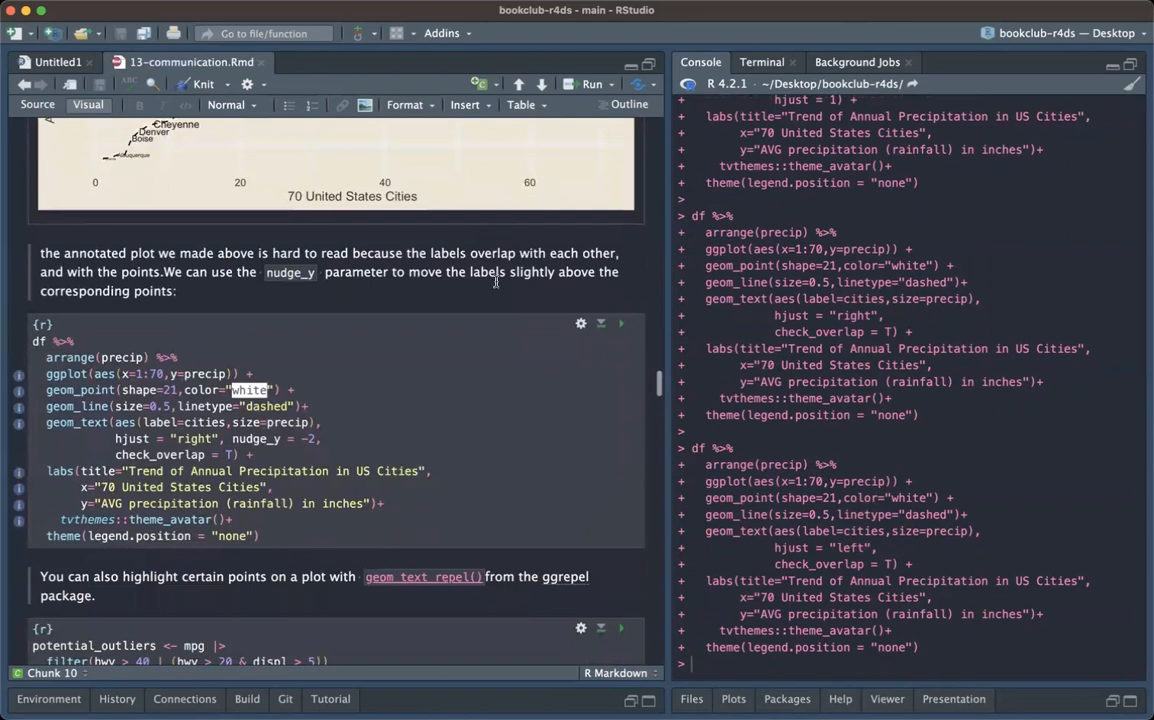 bookclub-r4ds - main - RStudio
Go to file/function
Addins
bookclub-r4ds - Desktop
Untitled1
13-communication.Rmd
Knit
Run
Source
Visual
Normal
Format
Insert
Table
Outline
Cheyenne
Denver
Boise
Albuquerque
0 20 40 60
70 United States Cities
the annotated plot we made above is hard to read because the labels overlap with each other,
and with the points.We can use the nudge_y parameter to move the labels slightly above the
corresponding points:
{r}
df %>%
arrange(precip) %>%
ggplot(aes(x=1:70,y=precip)) +
geom_point(shape=21,color="white") +
geom_line(size=0.5,linetype="dashed")+
geom_text(aes(label=cities,size=precip),
hjust = "right", nudge_y = -2,
check_overlap = T) +
labs(title="Trend of Annual Precipitation in US Cities",
x="70 United States Cities",
y="AVG precipitation (rainfall) in inches")+
tvthemes::theme_avatar()+
theme(legend.position = "none")
You can also highlight certain points on a plot with geom_text_repel() from the ggrepel
package.
{r}
potential_outliers <- mpg |>
filter(hwy > 40 | (hwy > 20 & displ > 5))
Chunk 10
R Markdown
Environment
History
Connections
Build
Git
Tutorial
Console
Terminal
Background Jobs
R 4.2.1 · ~/Desktop/bookclub-r4ds/
+ hjust = 1) +
+ labs(title="Trend of Annual Precipitation in US Cities",
+ x="70 United States Cities",
+ y="AVG precipitation (rainfall) in inches")+
+ tvthemes::theme_avatar()+
+ theme(legend.position = "none")
>
> df %>%
+ arrange(precip) %>%
+ ggplot(aes(x=1:70,y=precip)) +
+ geom_point(shape=21,color="white") +
+ geom_line(size=0.5,linetype="dashed")+
+ geom_text(aes(label=cities,size=precip),
+ hjust = "right",
+ check_overlap = T) +
+ labs(title="Trend of Annual Precipitation in US Cities",
+ x="70 United States Cities",
+ y="AVG precipitation (rainfall) in inches")+
+ tvthemes::theme_avatar()+
+ theme(legend.position = "none")
>
> df %>%
+ arrange(precip) %>%
+ ggplot(aes(x=1:70,y=precip)) +
+ geom_point(shape=21,color="white") +
+ geom_line(size=0.5,linetype="dashed")+
+ geom_text(aes(label=cities,size=precip),
+ hjust = "left",
+ check_overlap = T) +
+ labs(title="Trend of Annual Precipitation in US Cities",
+ x="70 United States Cities",
+ y="AVG precipitation (rainfall) in inches")+
+ tvthemes::theme_avatar()+
+ theme(legend.position = "none")
>
Files
Plots
Packages
Help
Viewer
Presentation